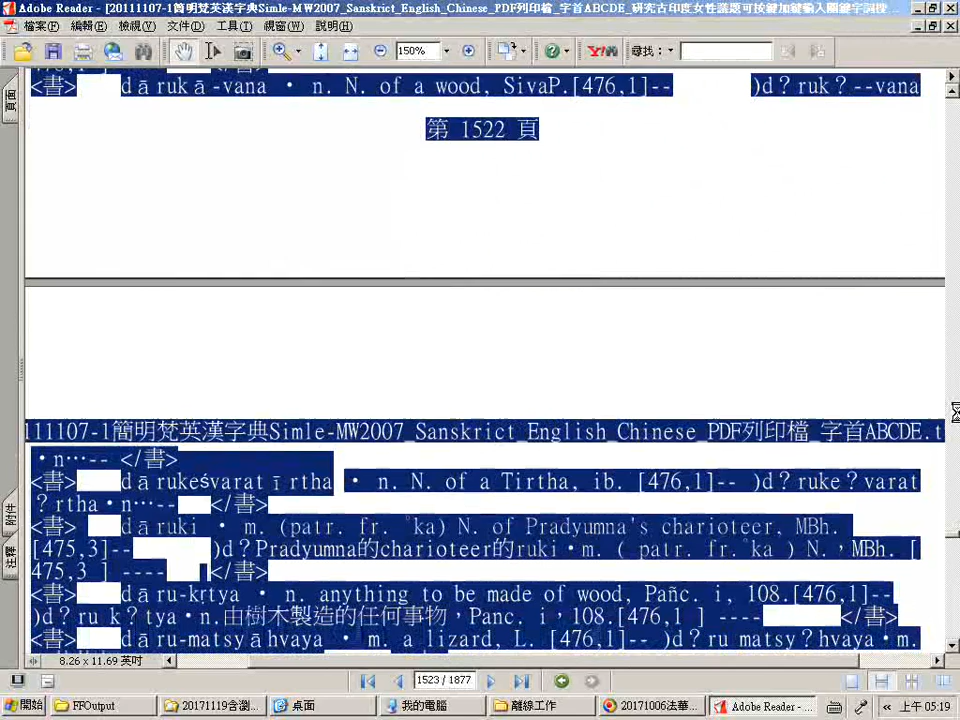 Adobe Reader - [20111107-1簡明梵英漢字典Simle-MW2007_Sanskrict_English_Chinese_PDF列印檔_字首ABCDE_研究古印度女性議題可按鍵輸入關鍵字詞搜
檔案(F) 編輯(E) 檢視(V) 文件(D) 工具(T) 視窗(W) 說明(H)
150% 尋找:
頁面
<書> dārukā-vana • n. N. of a wood, SivaP.[476,1]-- )d?ruk?--vana
第 1522 頁
111107-1簡明梵英漢字典Simle-MW2007_Sanskrict_English_Chinese_PDF列印檔_字首ABCDE.t
•n…-- </書>
<書> dārukeśvaratīrtha • n. N. of a Tirtha, ib. [476,1]-- )d?ruke?varat
?rtha•n…-- </書>
<書> dāruki • m. (patr. fr. °ka) N. of Pradyumna's charioteer, MBh.
[475,3]-- )d?Pradyumna的charioteer的ruki•m. ( patr. fr.°ka ) N.，MBh. [
475,3 ] ---- </書>
<書> dāru-kṛtya • n. anything to be made of wood, Pañc. i, 108.[476,1]--
)d?ru k?tya•n.由樹木製造的任何事物，Panc. i，108.[476,1 ] ---- </書>
<書> dāru-matsyāhvaya • m. a lizard, L. [476,1]-- )d?ru matsy?hvaya•m.
附件
注釋
8.26 x 11.69 英吋
1523 / 1877
開始 FFOutput 20171119含瀏... 桌面 我的電腦 離線工作 20171006法華... Adobe Reader - [... « 上午 05:19